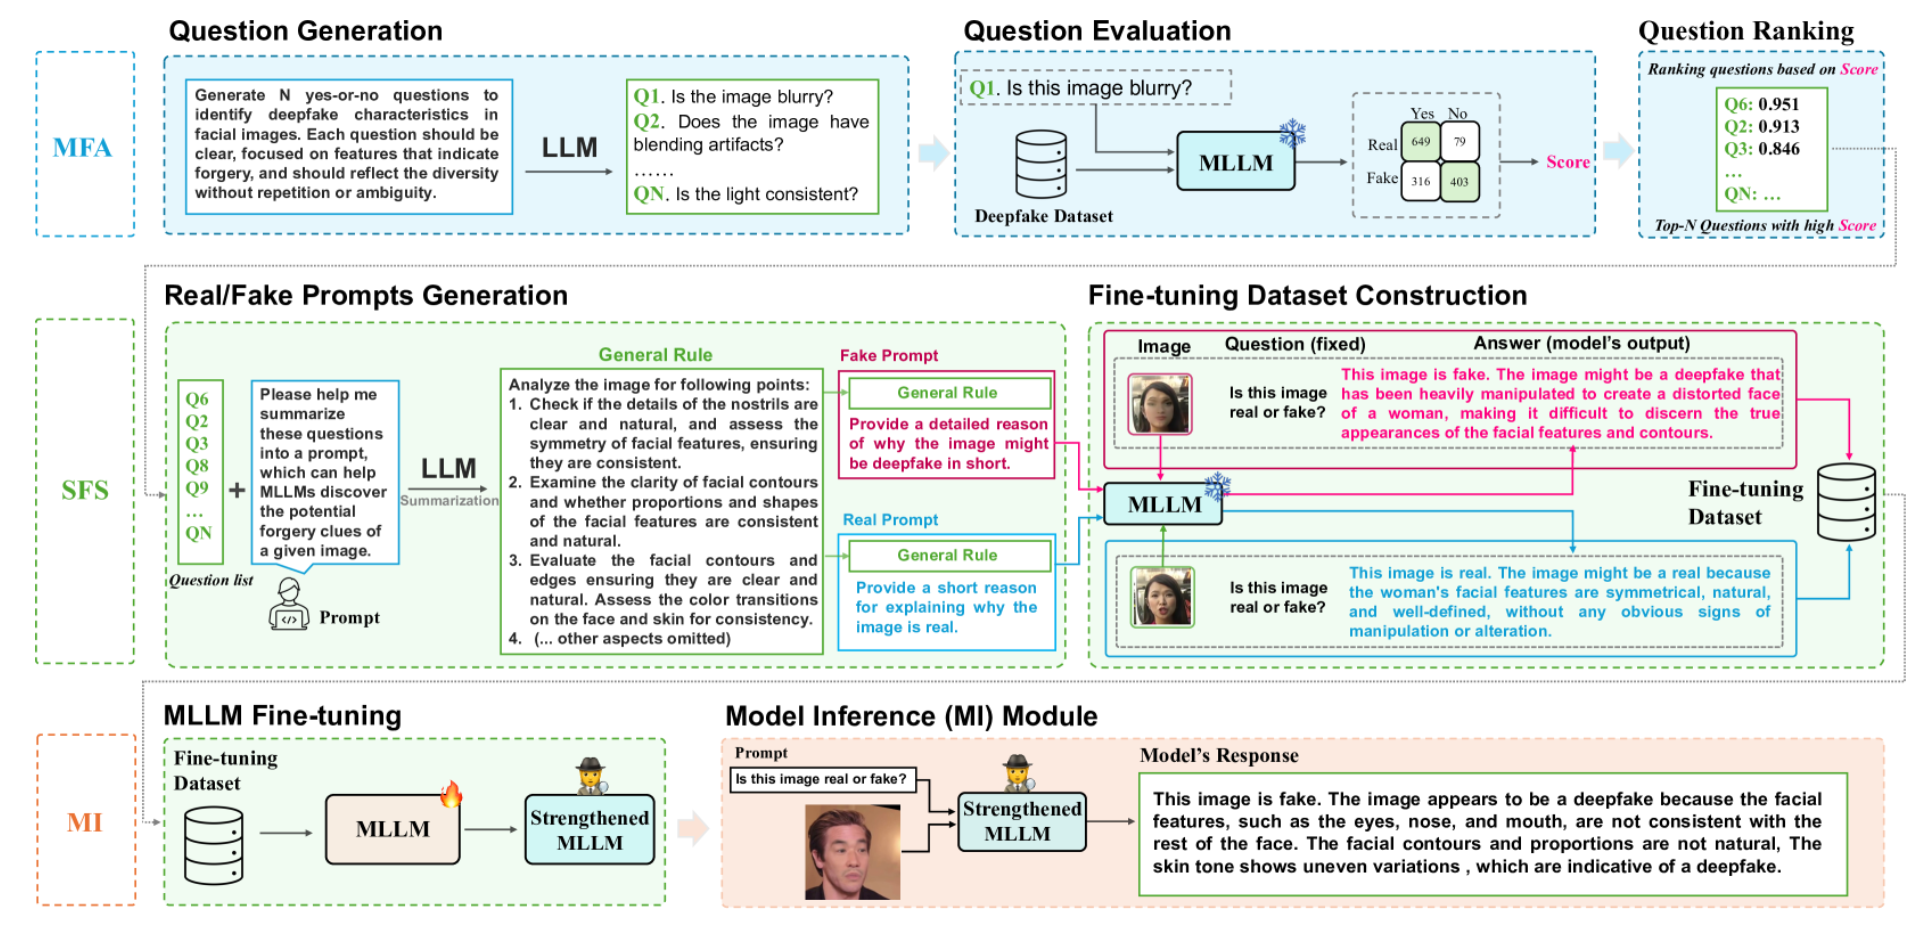 Question Generation
Question Evaluation
Question Ranking
MFA
Generate N yes-or-no questions to
identify deepfake characteristics in
facial images. Each question should be
clear, focused on features that indicate
forgery, and should reflect the diversity
without repetition or ambiguity.
LLM
Q1. Is the image blurry?
Q2. Does the image have
blending artifacts?
……
QN. Is the light consistent?
Q1. Is this image blurry?
Deepfake Dataset
MLLM
Yes No
Real 649 79
Fake 316 403
Score
Ranking questions based on Score
Q6: 0.951
Q2: 0.913
Q3: 0.846
...
QN: ...
Top-N Questions with high Score
Real/Fake Prompts Generation
Fine-tuning Dataset Construction
SFS
Q6
Q2
Q3
Q8
Q9
...
QN
Question list
+
Please help me
summarize
these questions
into a prompt,
which can help
MLLMs discover
the potential
forgery clues of
a given image.
Prompt
LLM
Summarization
General Rule
Analyze the image for following points:
1. Check if the details of the nostrils are
clear and natural, and assess the
symmetry of facial features, ensuring
they are consistent.
2. Examine the clarity of facial contours
and whether proportions and shapes
of the facial features are consistent
and natural.
3. Evaluate the facial contours and
edges ensuring they are clear and
natural. Assess the color transitions
on the face and skin for consistency.
4. (... other aspects omitted)
Fake Prompt
General Rule
Provide a detailed reason
of why the image might
be deepfake in short.
Real Prompt
General Rule
Provide a short reason
for explaining why the
image is real.
Image
Question (fixed)
Answer (model's output)
Is this image
real or fake?
This image is fake. The image might be a deepfake that
has been heavily manipulated to create a distorted face
of a woman, making it difficult to discern the true
appearances of the facial features and contours.
MLLM
Fine-tuning
Dataset
Is this image
real or fake?
This image is real. The image might be a real because
the woman's facial features are symmetrical, natural,
and well-defined, without any obvious signs of
manipulation or alteration.
MLLM Fine-tuning
Model Inference (MI) Module
MI
Fine-tuning
Dataset
MLLM
Strengthened
MLLM
Prompt
Is this image real or fake?
Strengthened
MLLM
Model's Response
This image is fake. The image appears to be a deepfake because the facial
features, such as the eyes, nose, and mouth, are not consistent with the
rest of the face. The facial contours and proportions are not natural, The
skin tone shows uneven variations , which are indicative of a deepfake.